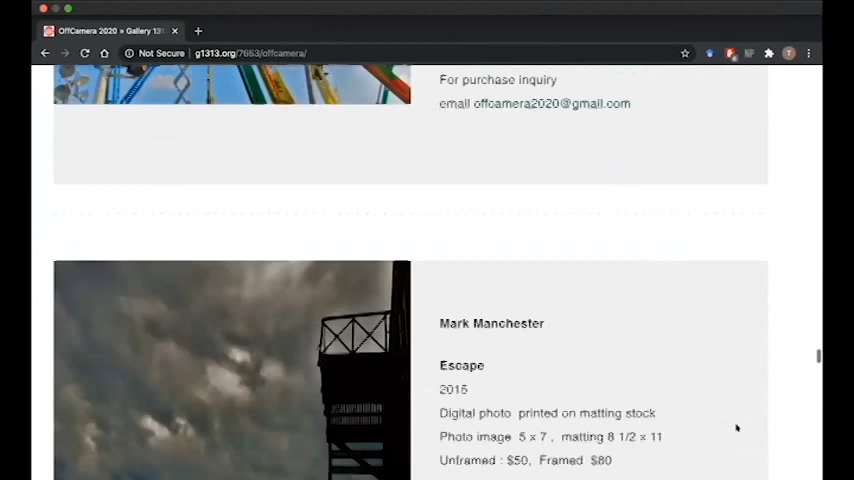 OffCamera 2020 » Gallery 131
Not Secure
g1313.org/7663/offcamera/
NP
T
For purchase inquiry
email offcamera2020@gmail.com
Mark Manchester
Escape
2015
Digital photo printed on matting stock
Photo image 5 x 7 , matting 8 1/2 x 11
Unframed : $50, Framed $80